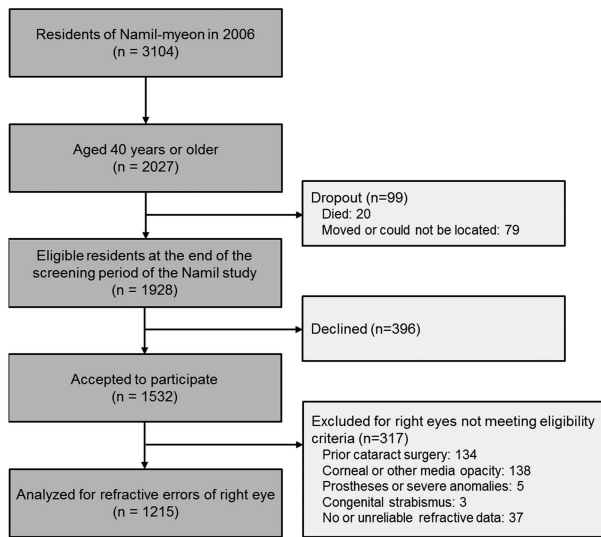 Residents of Namil-myeon in 2006
(n = 3104)
Aged 40 years or older
(n = 2027)
Dropout (n=99)
Died: 20
Moved or could not be located: 79
Eligible residents at the end of the
screening period of the Namil study
(n = 1928)
Declined (n=396)
Accepted to participate
(n = 1532)
Excluded for right eyes not meeting eligibility
criteria (n=317)
Prior cataract surgery: 134
Corneal or other media opacity: 138
Prostheses or severe anomalies: 5
Congenital strabismus: 3
No or unreliable refractive data: 37
Analyzed for refractive errors of right eye
(n = 1215)